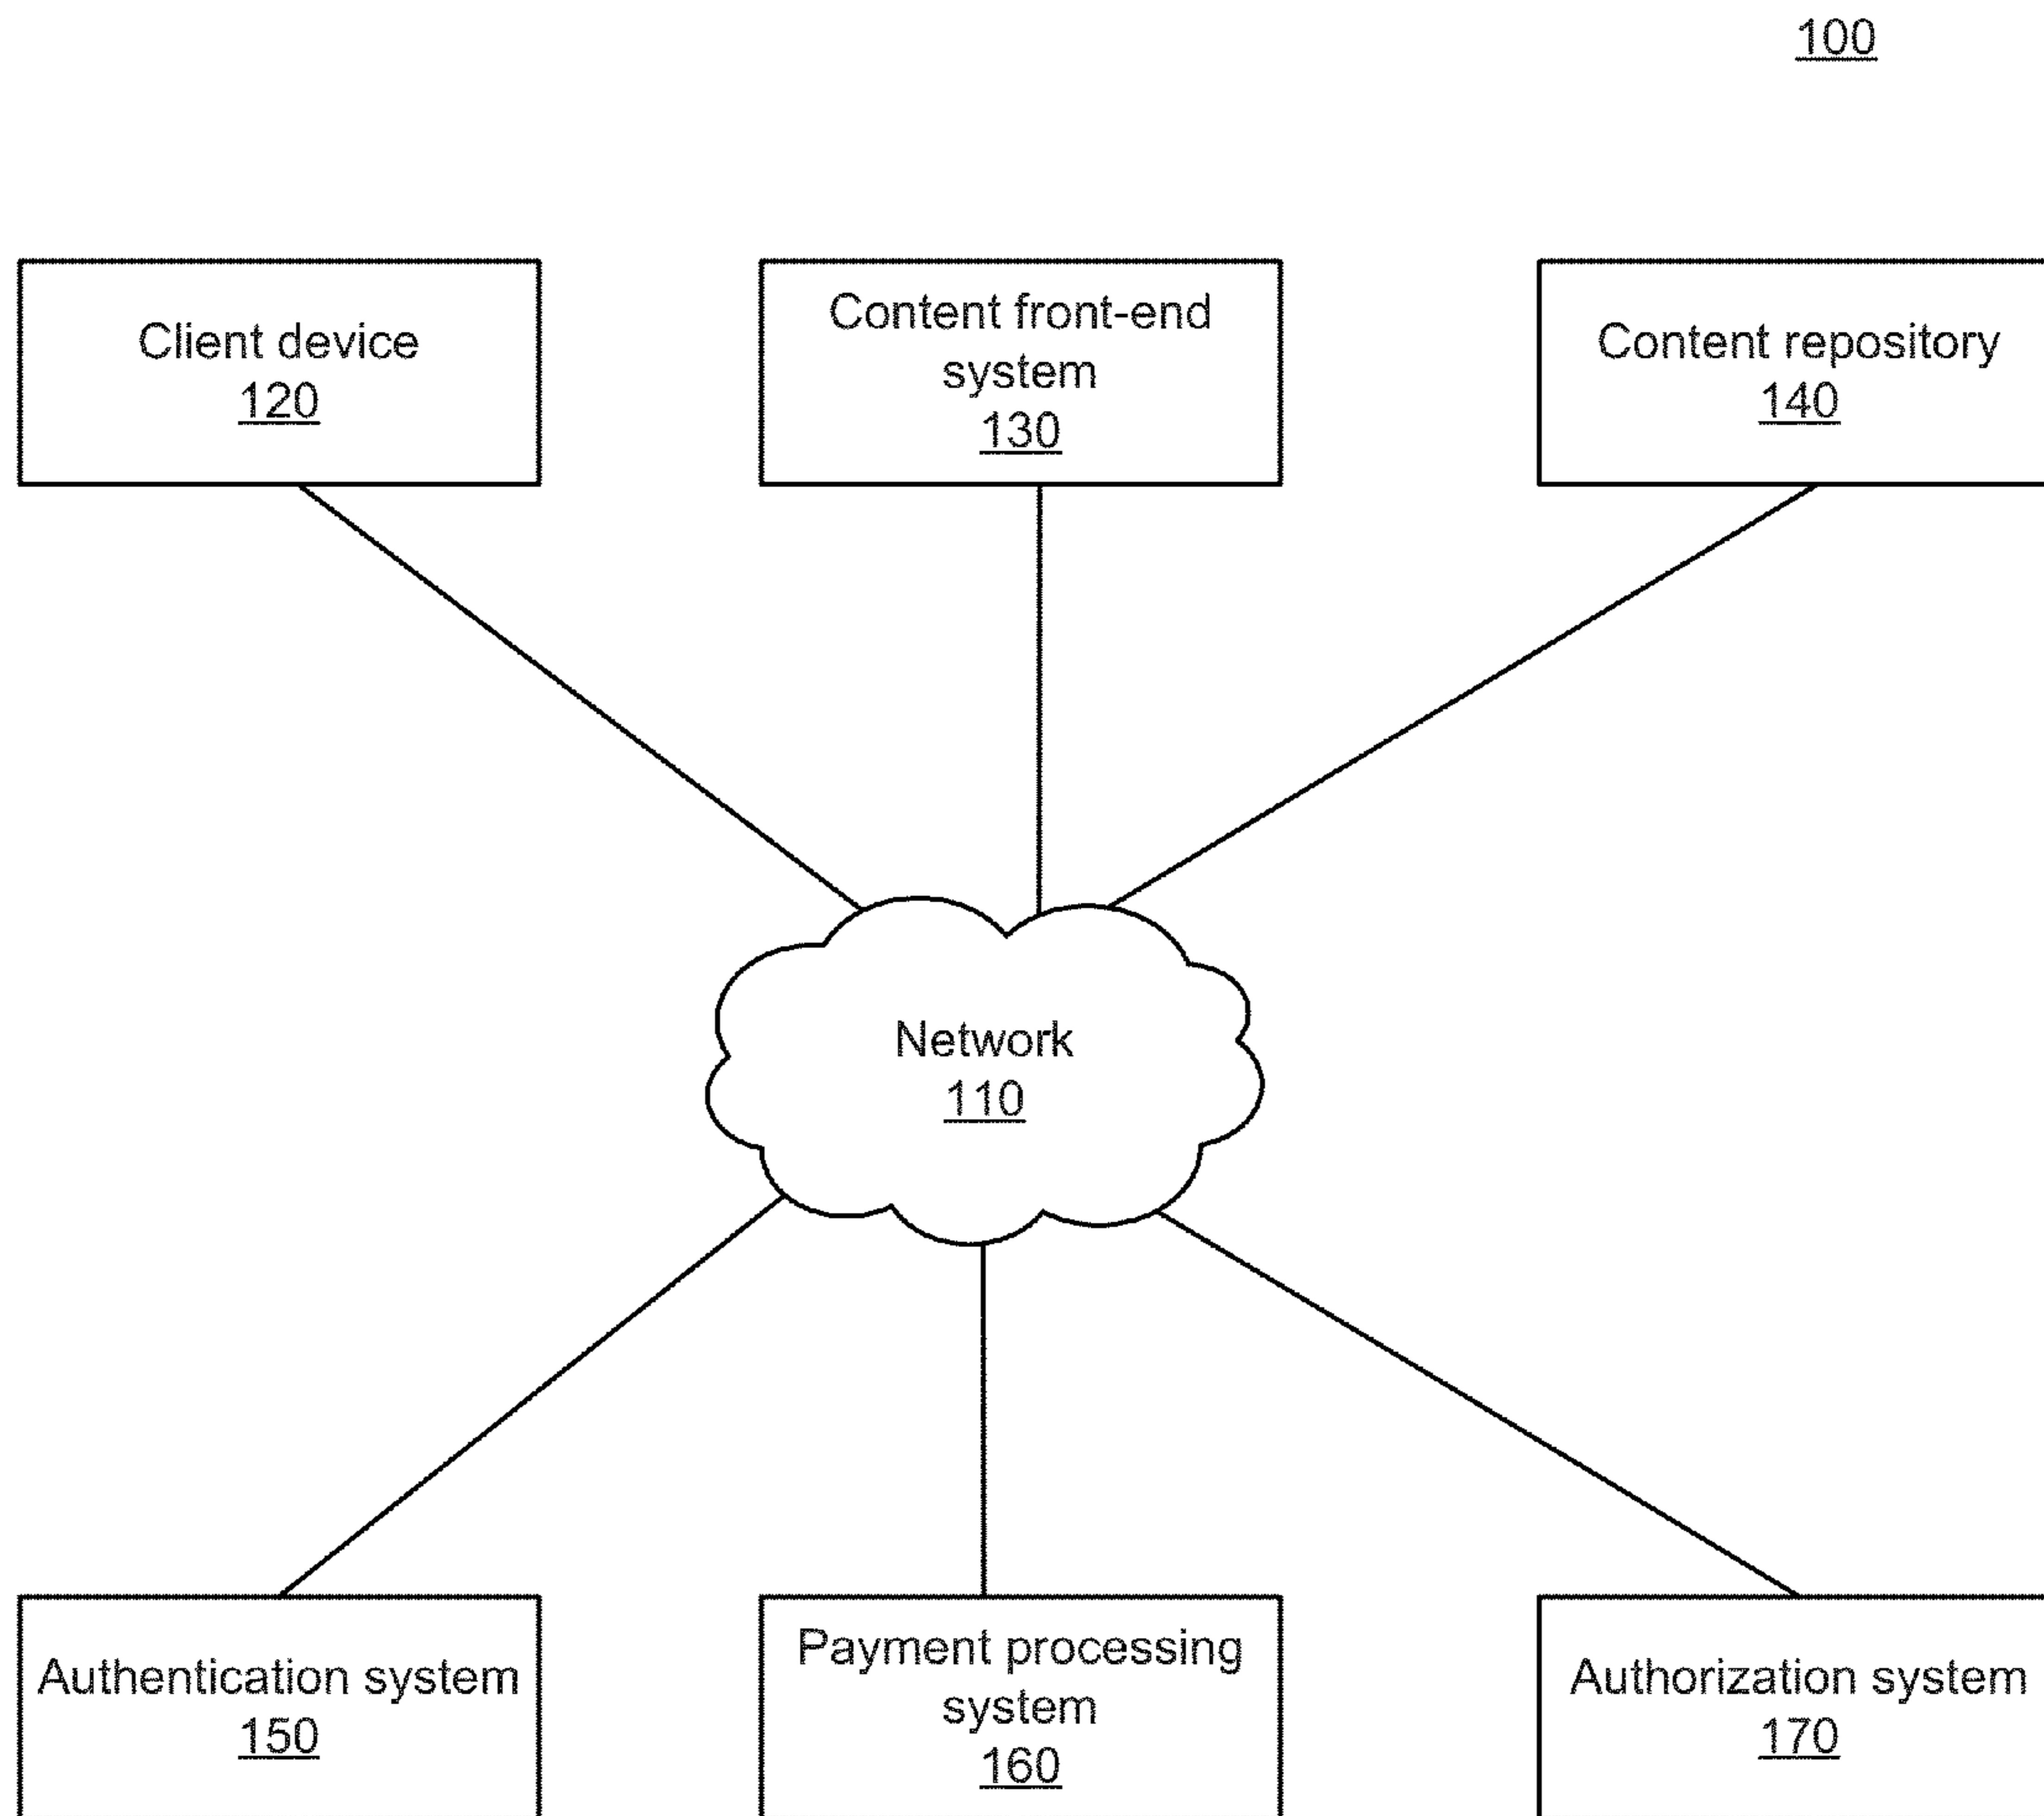 100
Client device
120
Content front-end
system
130
Content repository
140
Network
110
Authentication system
150
Payment processing
system
160
Authorization system
170